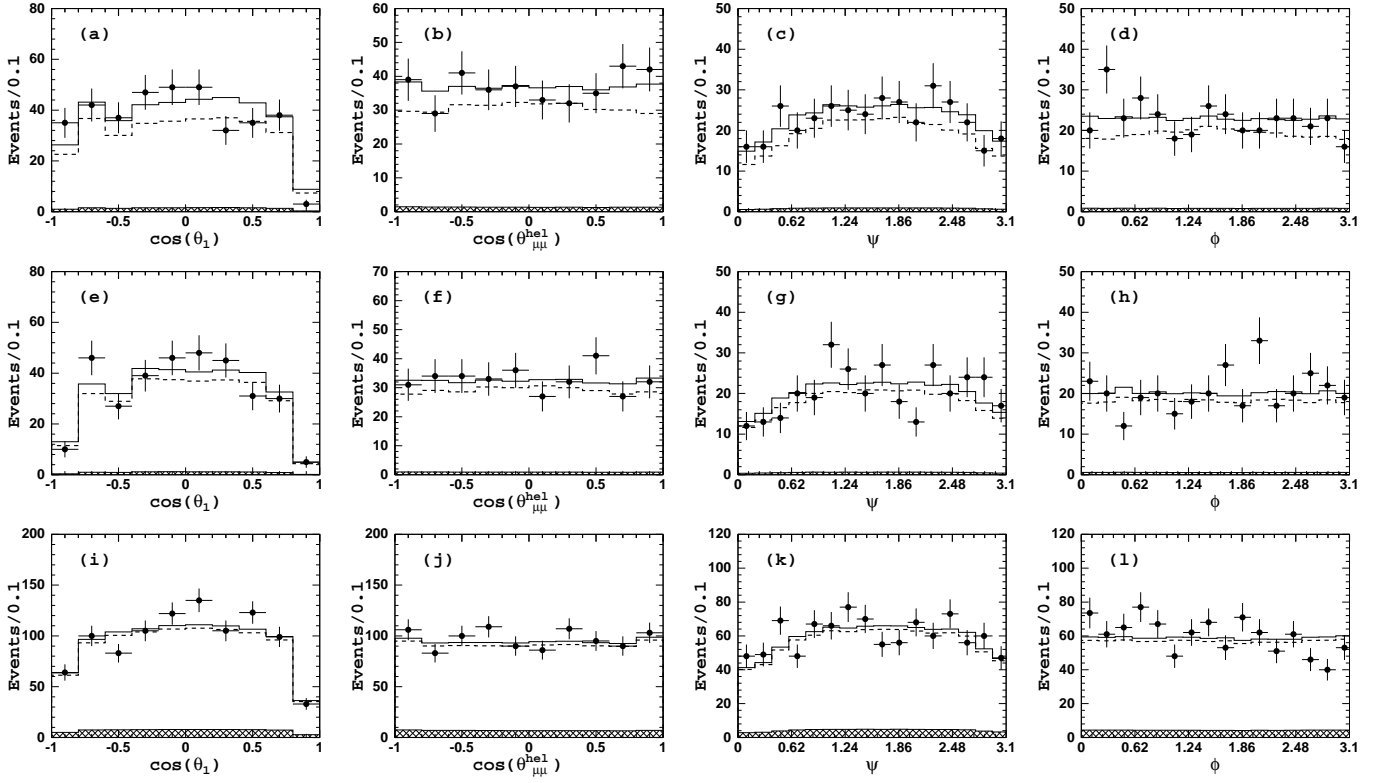 (a) (b) (c) (d)
Events/0.1 Events/0.1 Events/0.1 Events/0.1
80 60 50 50
60 50 40 40
40 40 30 30
20 30 20 20
0 20 10 10
10 0 0
0
-1 -0.5 0 0.5 1 -1 -0.5 0 0.5 1 0 0.62 1.24 1.86 2.48 3.1 0 0.62 1.24 1.86 2.48 3.1
cos(θ₁) cos(θ^hel_μμ) ψ ϕ
(e) (f) (g) (h)
Events/0.1 Events/0.1 Events/0.1 Events/0.1
80 70 50 50
60 60 40 40
40 50 30 30
20 40 20 20
0 30 10 10
20 0 0
10
0
-1 -0.5 0 0.5 1 -1 -0.5 0 0.5 1 0 0.62 1.24 1.86 2.48 3.1 0 0.62 1.24 1.86 2.48 3.1
cos(θ₁) cos(θ^hel_μμ) ψ ϕ
(i) (j) (k) (l)
Events/0.1 Events/0.1 Events/0.1 Events/0.1
200 200 120 120
150 150 100 100
100 100 80 80
50 50 60 60
0 0 40 40
20 20
0 0
-1 -0.5 0 0.5 1 -1 -0.5 0 0.5 1 0 0.62 1.24 1.86 2.48 3.1 0 0.62 1.24 1.86 2.48 3.1
cos(θ₁) cos(θ^hel_μμ) ψ ϕ